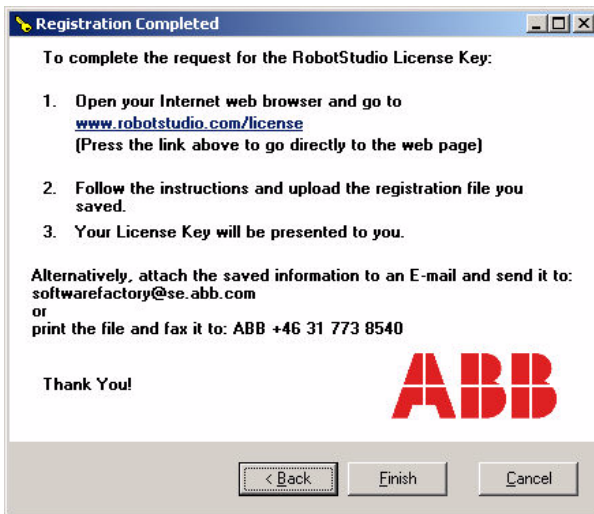 Registration Completed
To complete the request for the RobotStudio License Key:
1. Open your Internet web browser and go to
www.robotstudio.com/license
(Press the link above to go directly to the web page)
2. Follow the instructions and upload the registration file you
saved.
3. Your License Key will be presented to you.
Alternatively, attach the saved information to an E-mail and send it to:
softwarefactory@se.abb.com
or
print the file and fax it to: ABB +46 31 773 8540
Thank You!
ABB
< Back
Finish
Cancel